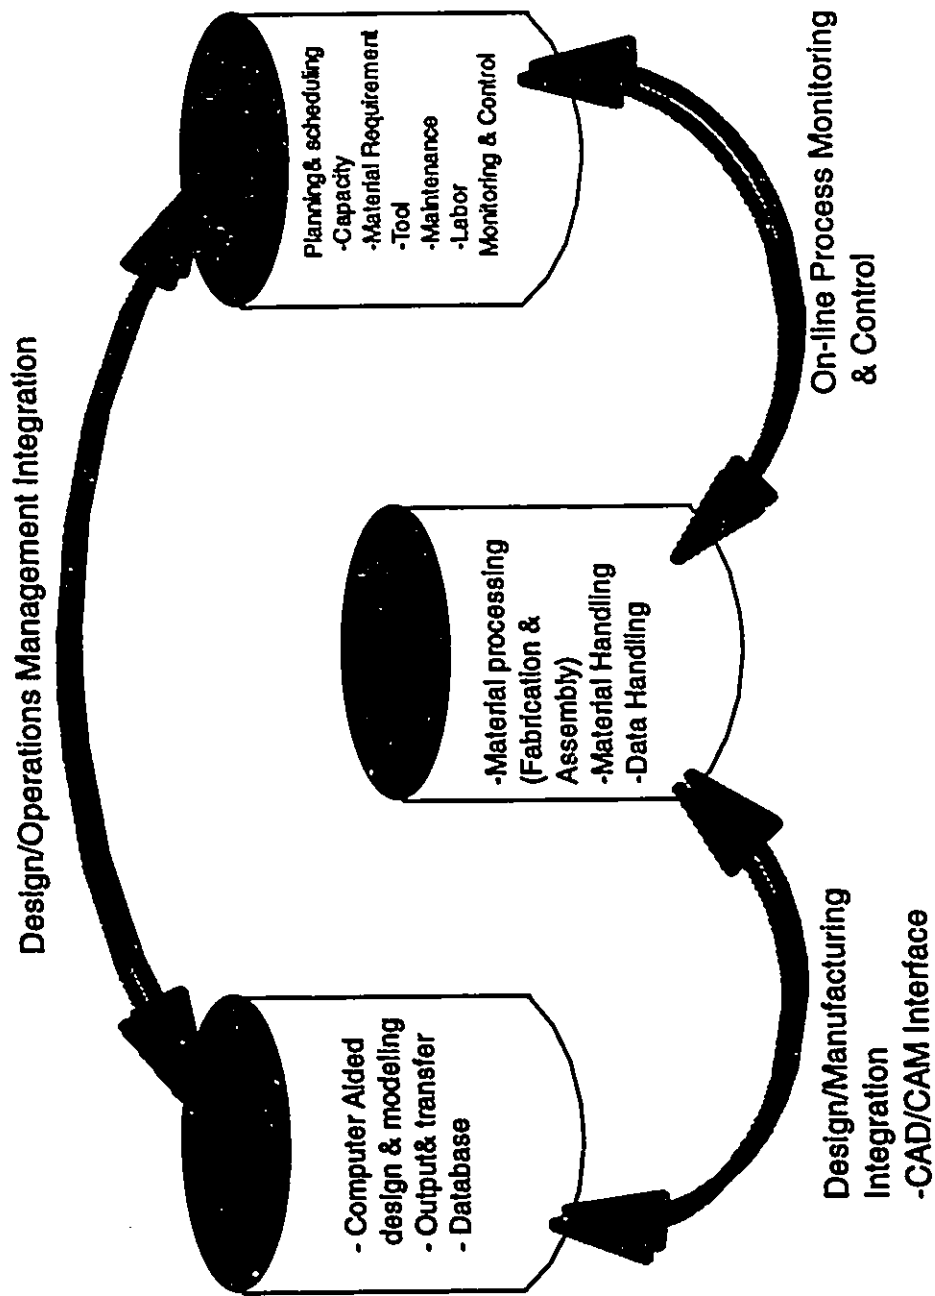 Design/Operations Management Integration
- Computer Aided
design & modeling
- Output& transfer
- Database
-Material processing
(Fabrication &
Assembly)
-Material Handling
-Data Handling
Planning& scheduling
-Capacity
-Material Requirement
-Tool
-Maintenance
-Labor
Monitoring & Control
Design/Manufacturing
Integration
-CAD/CAM Interface
On-line Process Monitoring
& Control